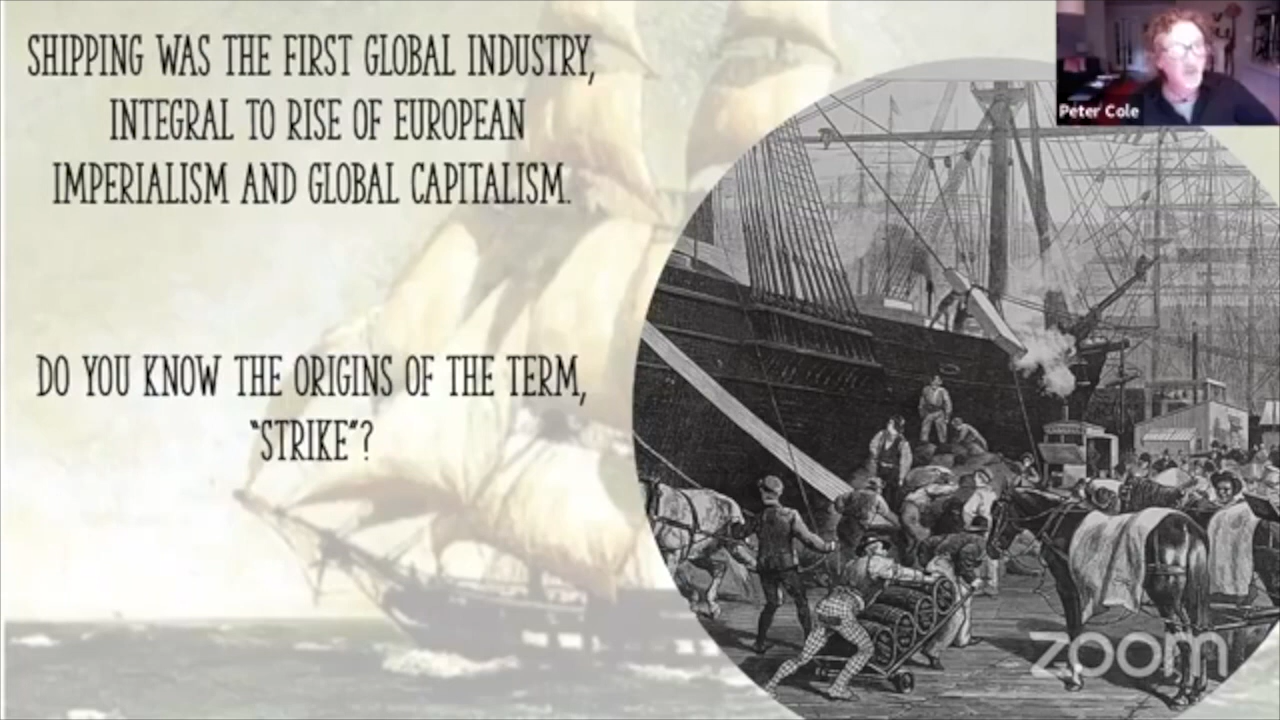 SHIPPING WAS THE FIRST GLOBAL INDUSTRY,
INTEGRAL TO RISE OF EUROPEAN
IMPERIALISM AND GLOBAL CAPITALISM.
DO YOU KNOW THE ORIGINS OF THE TERM,
"STRIKE"?
Peter Cole
zoom